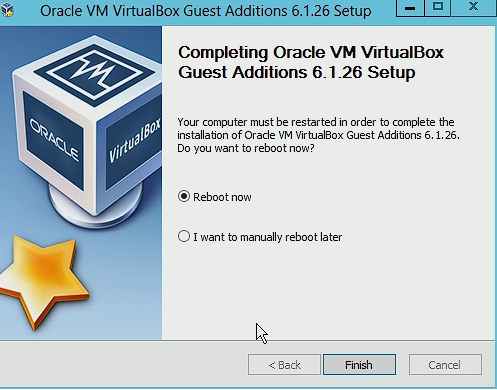 Oracle VM VirtualBox Guest Additions 6.1.26 Setup
Completing Oracle VM VirtualBox
Guest Additions 6.1.26 Setup
ORACLE
VirtualBox
Your computer must be restarted in order to complete the
installation of Oracle VM VirtualBox Guest Additions 6.1.26.
Do you want to reboot now?
Reboot now
I want to manually reboot later
< Back
Finish
Cancel